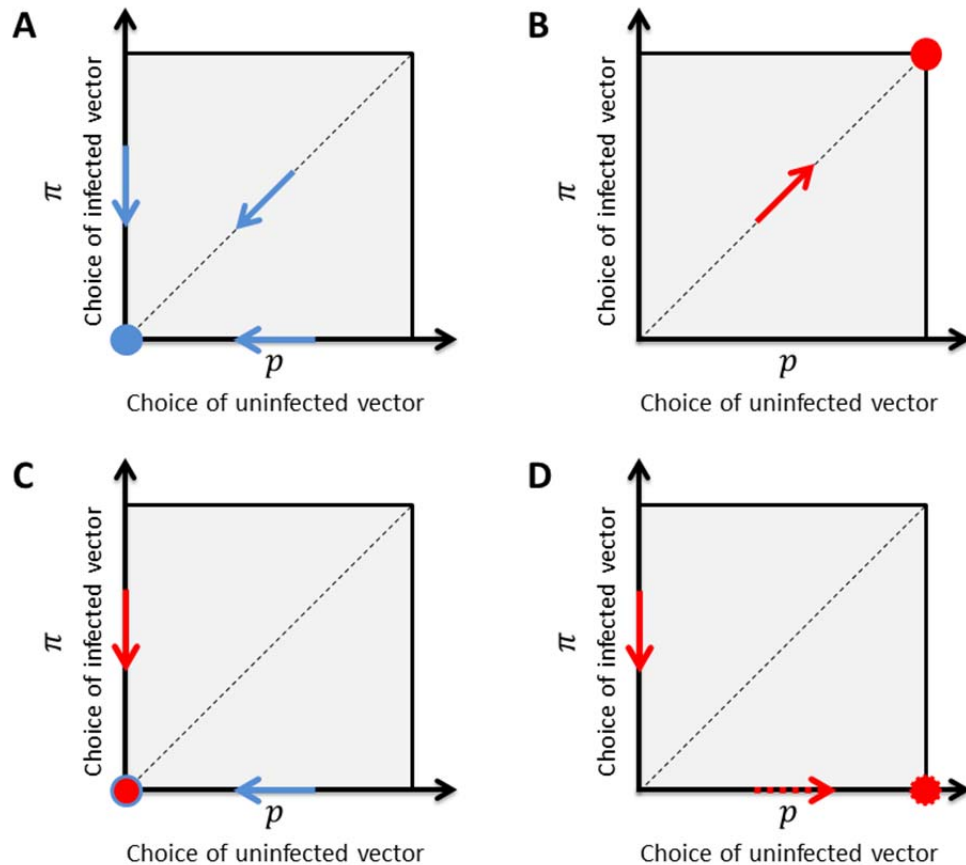 A
π
Choice of infected vector
p
Choice of uninfected vector
B
π
Choice of infected vector
p
Choice of uninfected vector
C
π
Choice of infected vector
p
Choice of uninfected vector
D
π
Choice of infected vector
p
Choice of uninfected vector